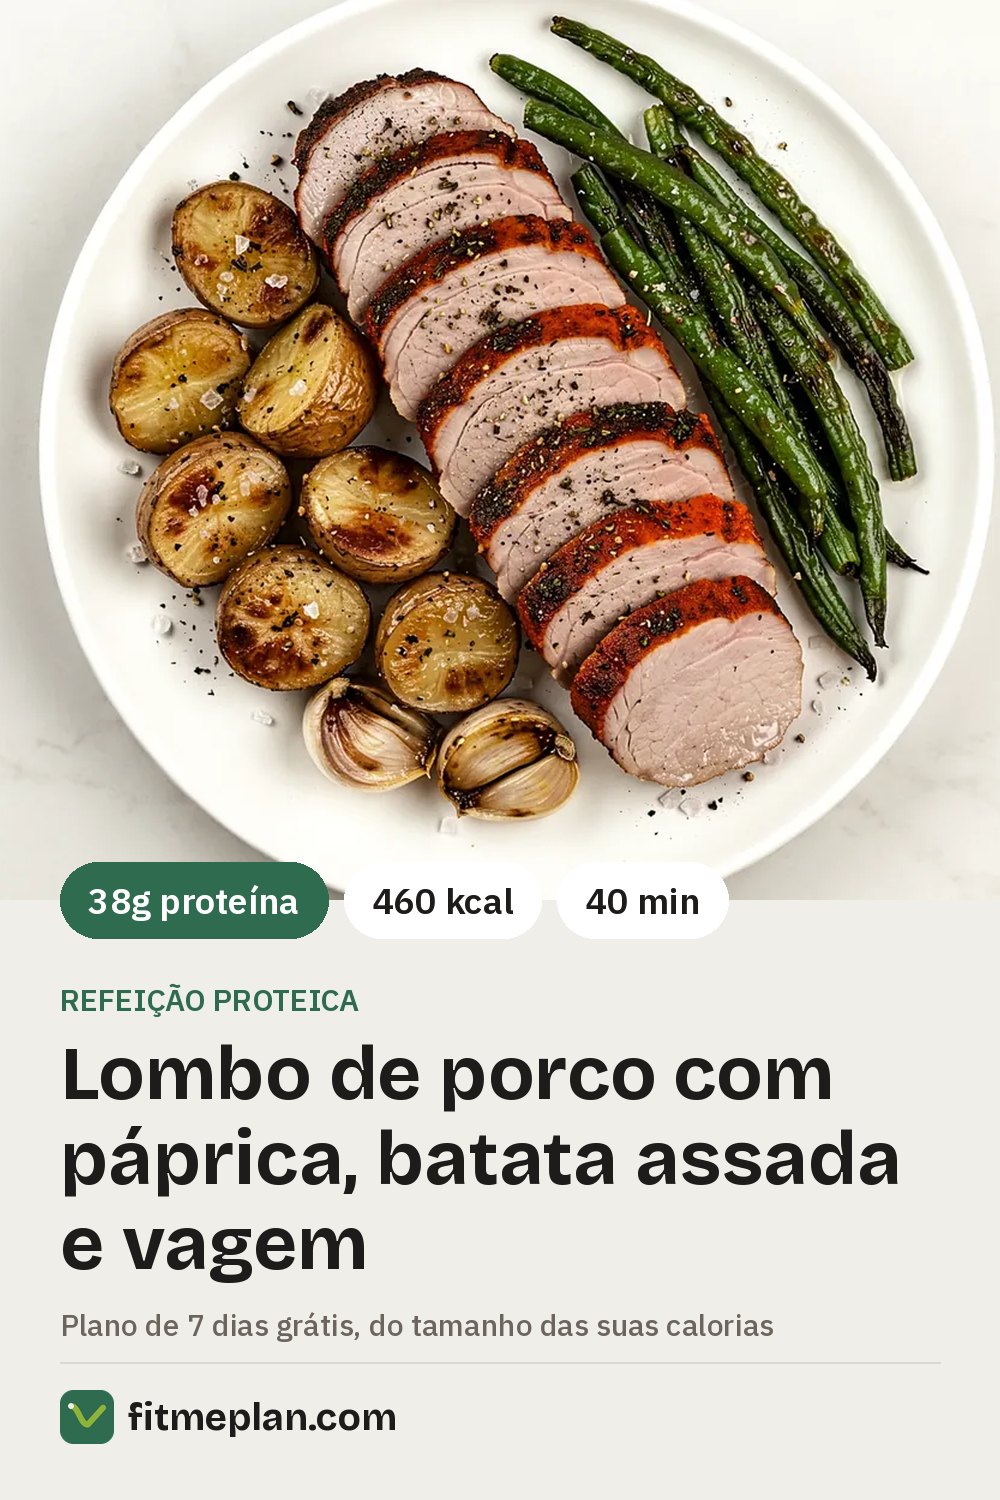 38g proteína
460 kcal
40 min
REFEIÇÃO PROTEICA
Lombo de porco com
páprica, batata assada
e vagem
Plano de 7 dias grátis, do tamanho das suas calorias
fitmeplan.com